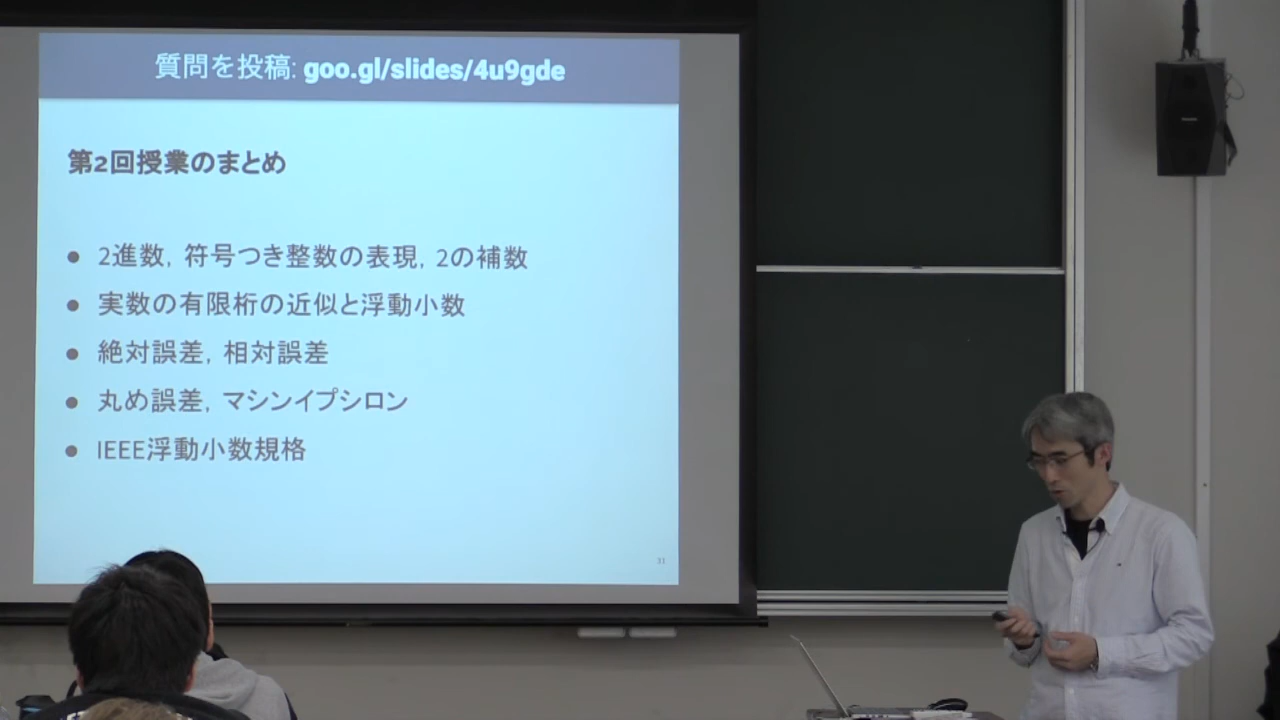 質問を投稿: goo.gl/slides/4u9gde
第2回授業のまとめ
● 2進数, 符号つき整数の表現, 2の補数
● 実数の有限桁の近似と浮動小数
● 絶対誤差, 相対誤差
● 丸め誤差, マシンイプシロン
● IEEE浮動小数規格